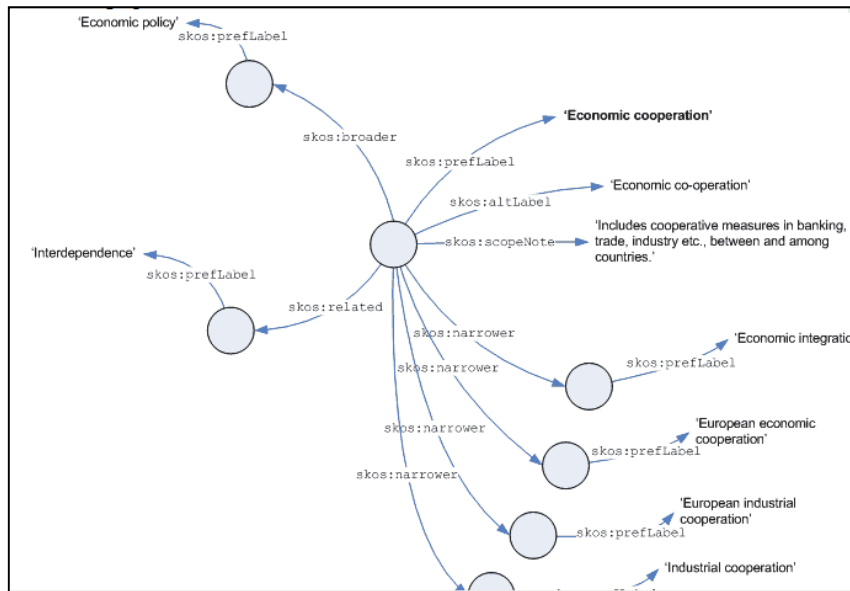 'Economic policy'
skos:prefLabel
skos:broader
'Economic cooperation'
skos:prefLabel
'Economic co-operation'
skos:altLabel
'Includes cooperative measures in banking,
trade, industry etc., between and among
countries.'
skos:scopeNote
'Interdependence'
skos:prefLabel
skos:related
skos:narrower
'Economic integratio
skos:prefLabel
skos:narrower
'European economic
cooperation'
skos:prefLabel
skos:narrower
skos:narrower
'European industrial
cooperation'
skos:prefLabel
'Industrial cooperation'